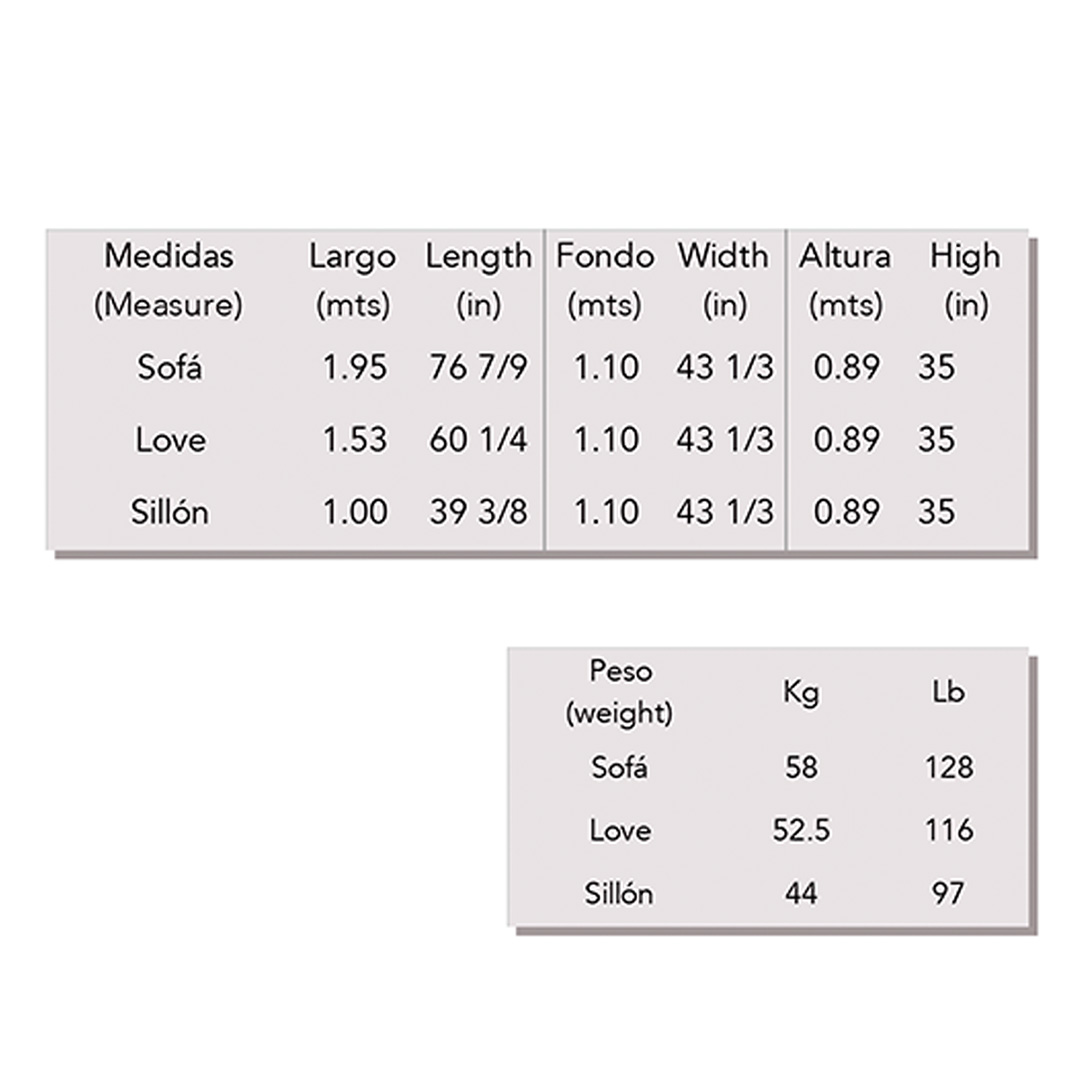 Medidas Largo Length Fondo Width Altura High
(Measure) (mts) (in) (mts) (in) (mts) (in)
Sofá 1.95 76 7/9 1.10 43 1/3 0.89 35
Love 1.53 60 1/4 1.10 43 1/3 0.89 35
Sillón 1.00 39 3/8 1.10 43 1/3 0.89 35
Peso
(weight)
Kg Lb
Sofá 58 128
Love 52.5 116
Sillón 44 97